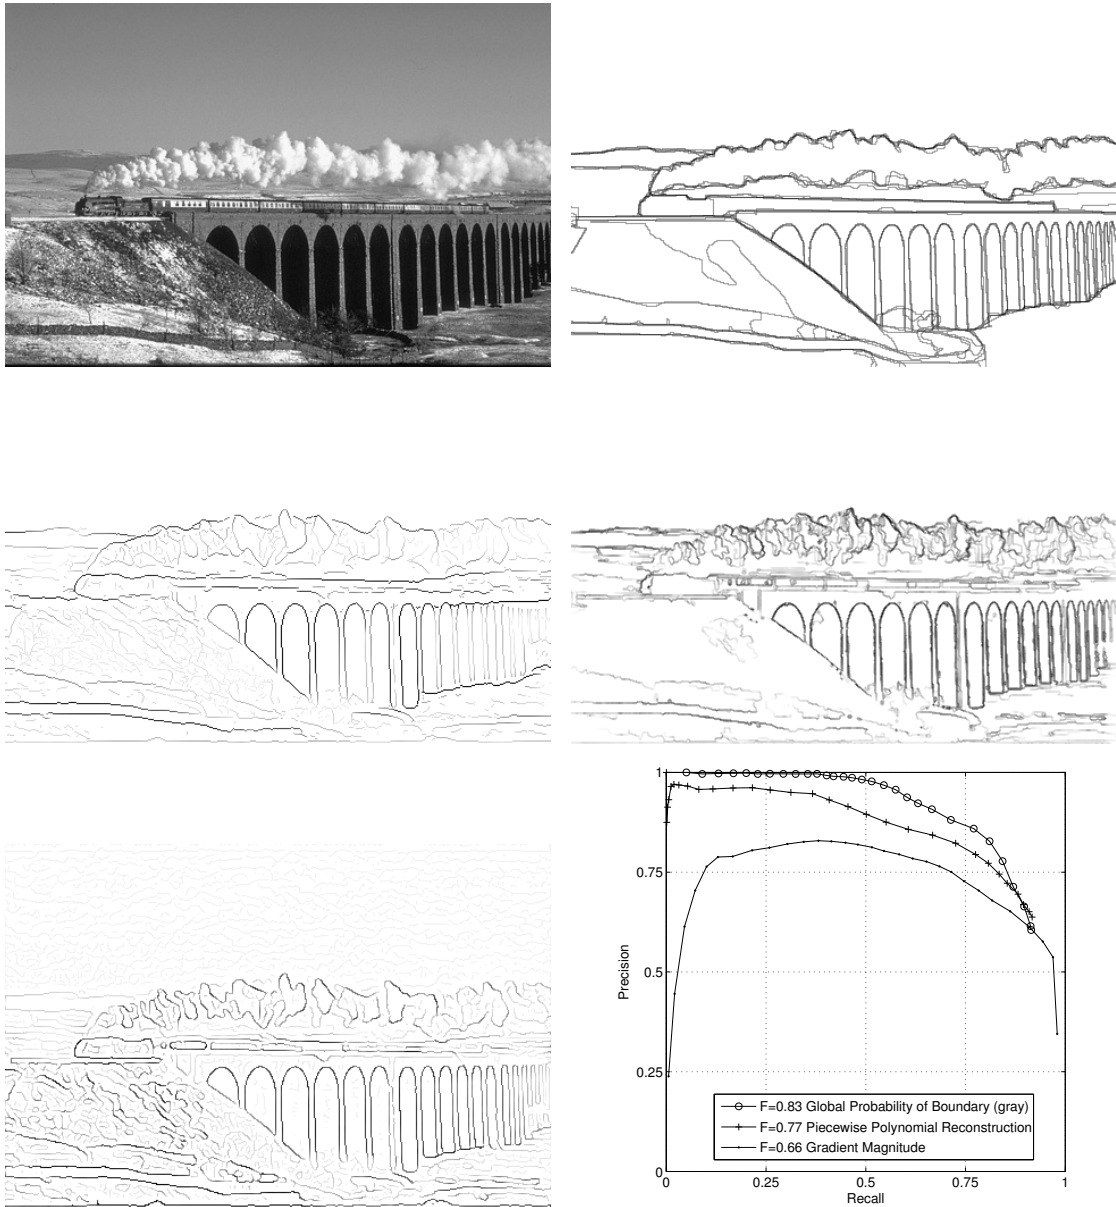 1
0.75
0.5
0.25
0
Precision
0 0.25 0.5 0.75 1
Recall
F=0.83 Global Probability of Boundary (gray)
F=0.77 Piecewise Polynomial Reconstruction
F=0.66 Gradient Magnitude